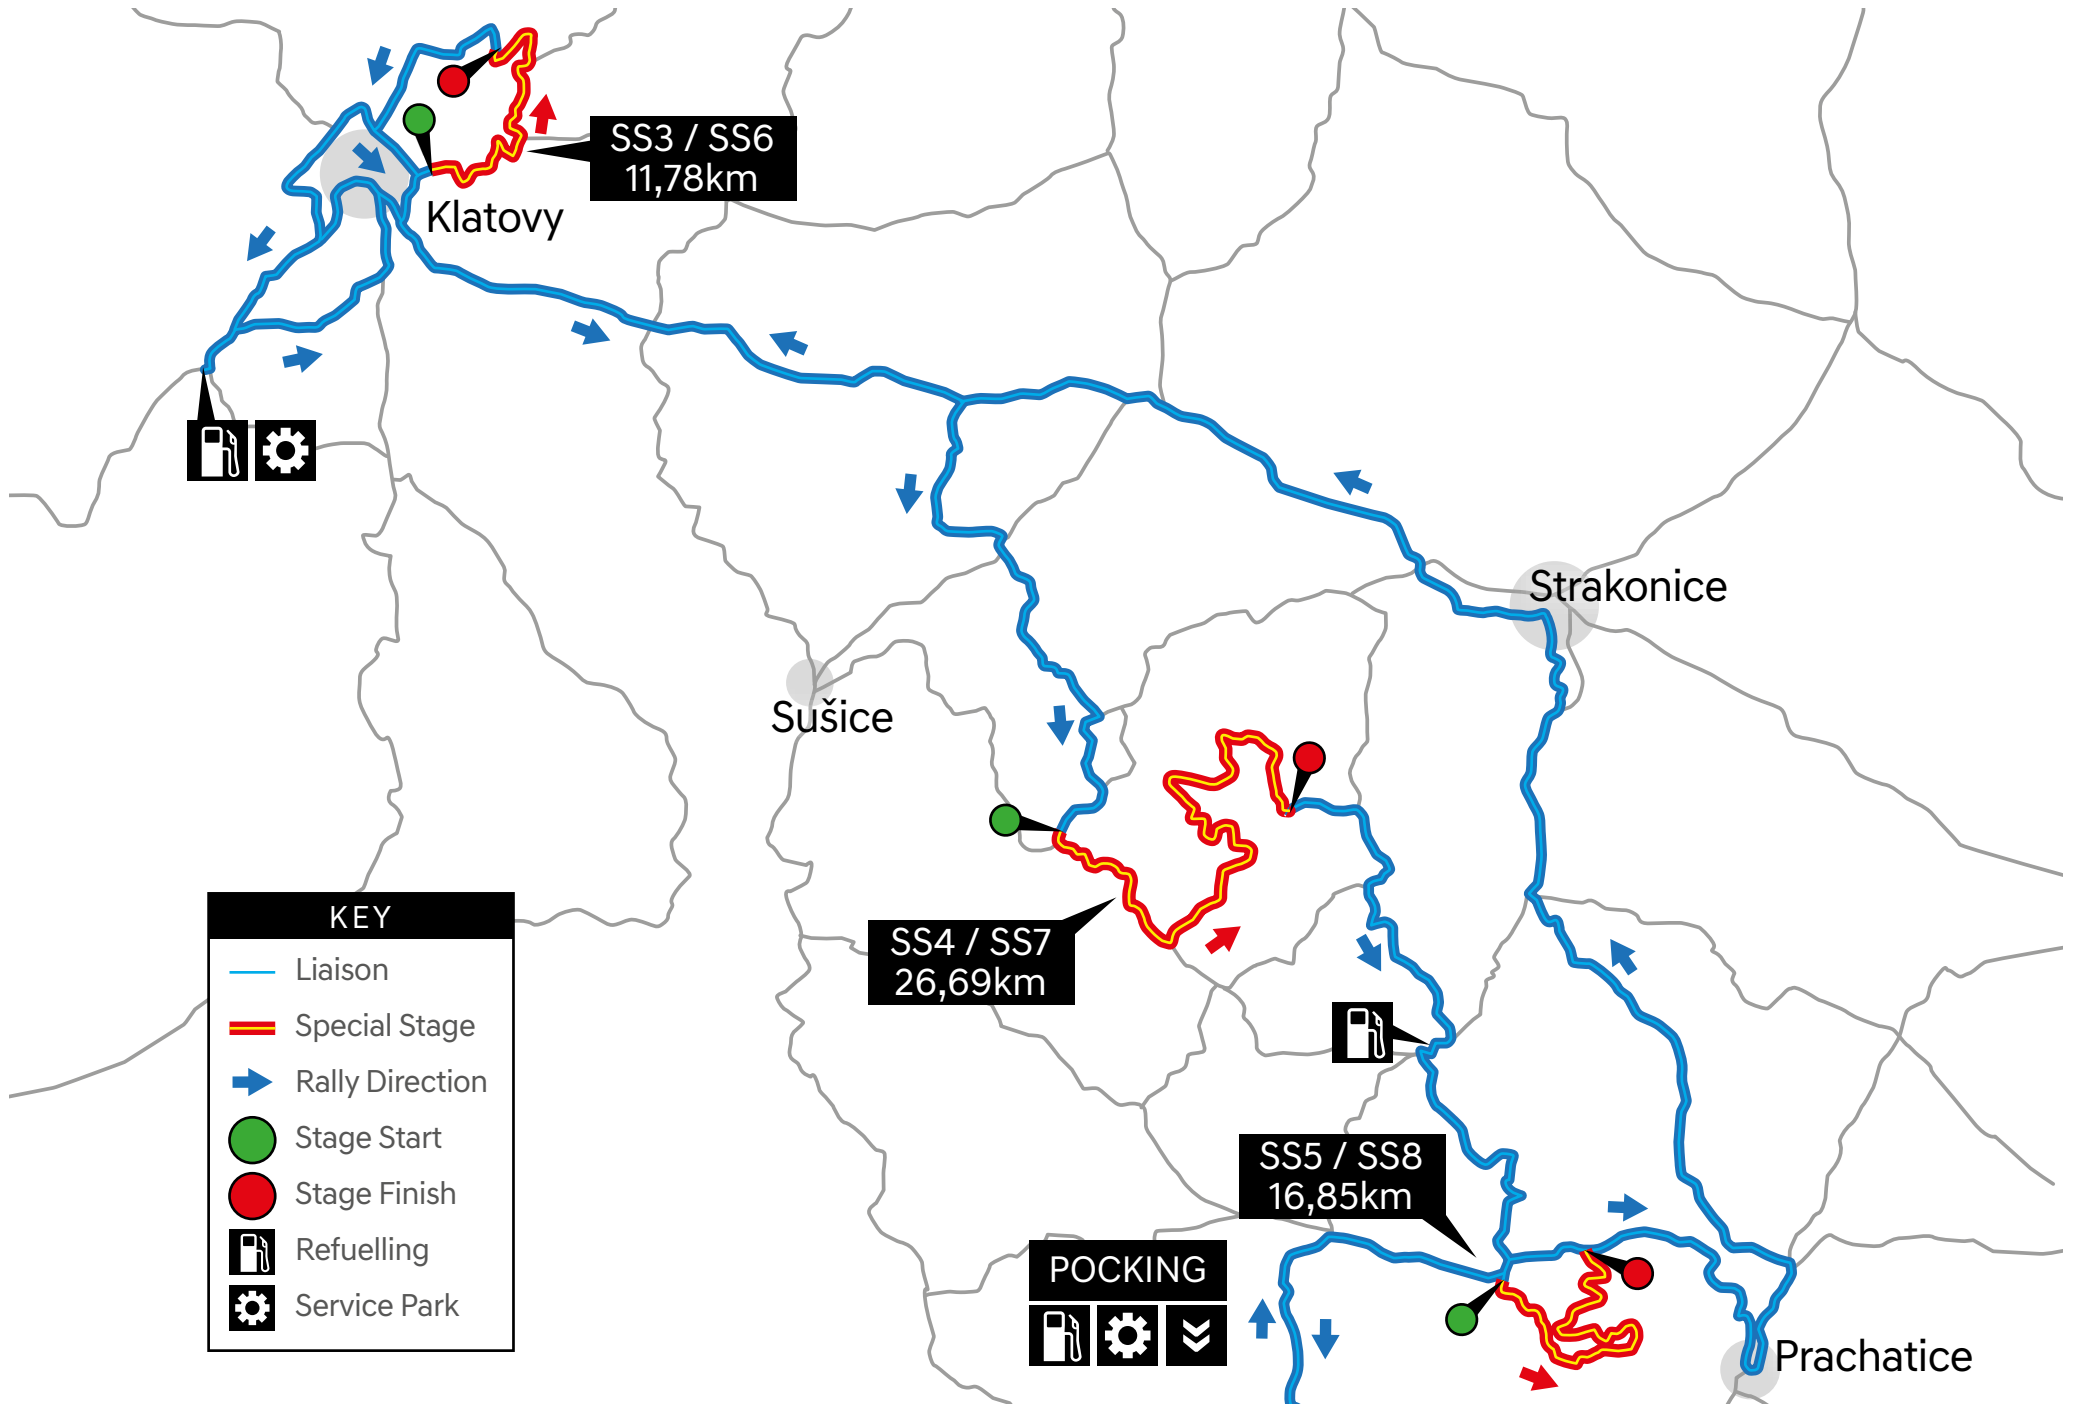 SS3 / SS6
11,78km
Klatovy
Strakonice
Sušice
SS4 / SS7
26,69km
SS5 / SS8
16,85km
POCKING
Prachatice
KEY
Liaison
Special Stage
Rally Direction
Stage Start
Stage Finish
Refuelling
Service Park